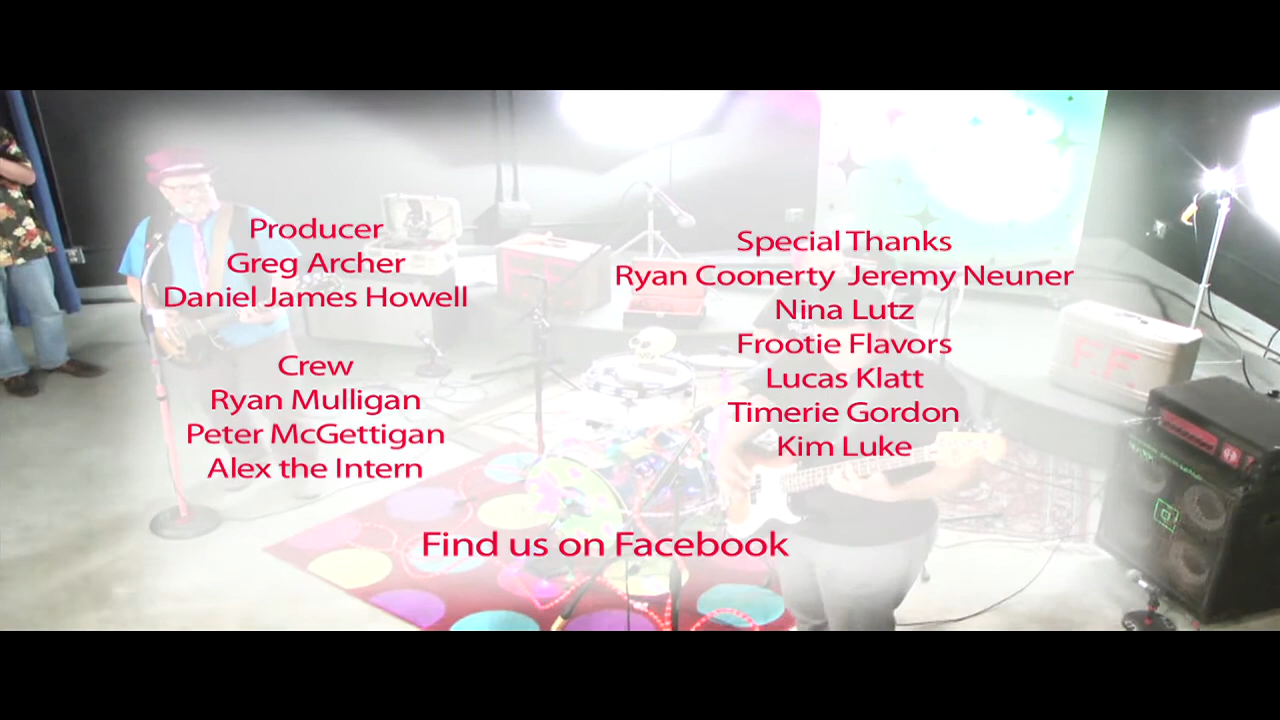 Producer
Greg Archer
Daniel James Howell
Crew
Ryan Mulligan
Peter McGettigan
Alex the Intern
Special Thanks
Ryan Coonerty Jeremy Neuner
Nina Lutz
Frootie Flavors
Lucas Klatt
Timerie Gordon
Kim Luke
Find us on Facebook
F.F.